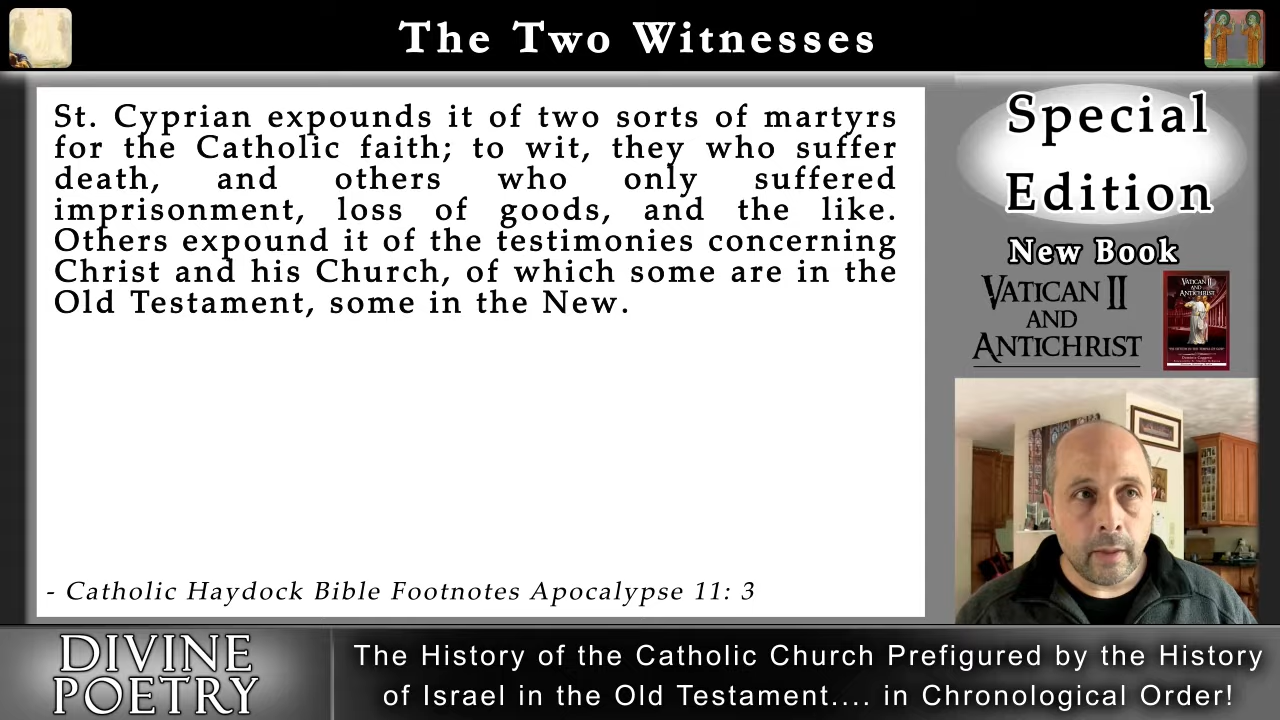 The Two Witnesses
St. Cyprian expounds it of two sorts of martyrs
for the Catholic faith; to wit, they who suffer
death, and others who only suffered
imprisonment, loss of goods, and the like.
Others expound it of the testimonies concerning
Christ and his Church, of which some are in the
Old Testament, some in the New.
- Catholic Haydock Bible Footnotes Apocalypse 11: 3
Special
Edition
New Book
VATICAN II
AND
ANTICHRIST
VATICAN II
AND
ANTICHRIST
DIVINE
POETRY
The History of the Catholic Church Prefigured by the History
of Israel in the Old Testament.... in Chronological Order!